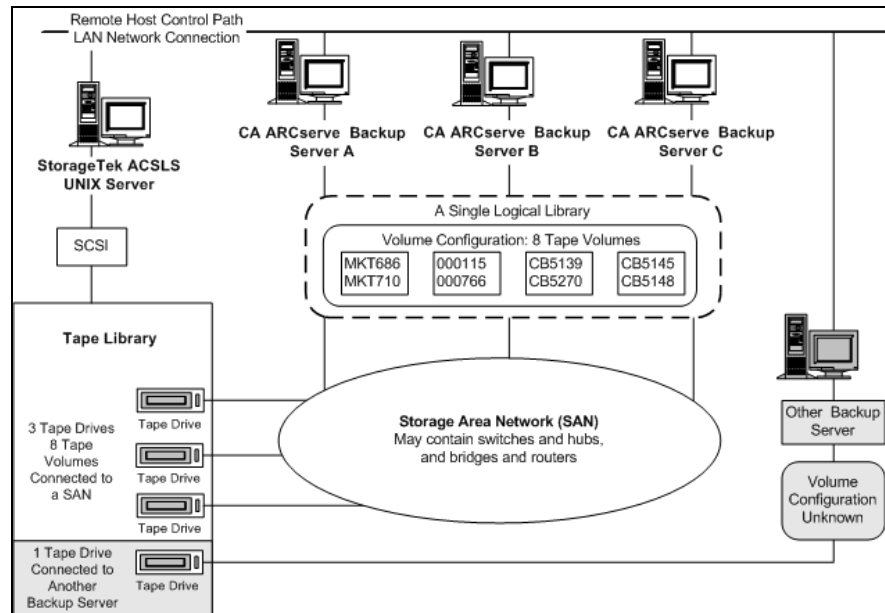 Remote Host Control Path
LAN Network Connection
StorageTek ACSLS
UNIX Server
CA ARCserve Backup
Server A
CA ARCserve Backup
Server B
CA ARCserve Backup
Server C
SCSI
A Single Logical Library
Volume Configuration: 8 Tape Volumes
MKT686
MKT710
000115
000766
CB5139
CB5270
CB5145
CB5148
Tape Library
3 Tape Drives
8 Tape
Volumes
Connected to
a SAN
Tape Drive
Tape Drive
Tape Drive
1 Tape Drive
Connected to
Another
Backup Server
Tape Drive
Storage Area Network (SAN)
May contain switches and hubs,
and bridges and routers
Other Backup
Server
Volume
Configuration
Unknown